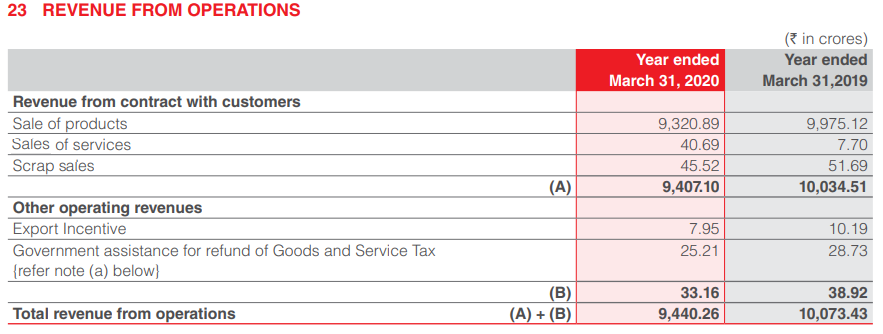 23 REVENUE FROM OPERATIONS
(₹ in crores)
Year ended March 31, 2020 Year ended March 31,2019
Revenue from contract with customers
Sale of products 9,320.89 9,975.12
Sales of services 40.69 7.70
Scrap sales 45.52 51.69
(A) 9,407.10 10,034.51
Other operating revenues
Export Incentive 7.95 10.19
Government assistance for refund of Goods and Service Tax 25.21 28.73
{refer note (a) below}
(B) 33.16 38.92
Total revenue from operations (A) + (B) 9,440.26 10,073.43